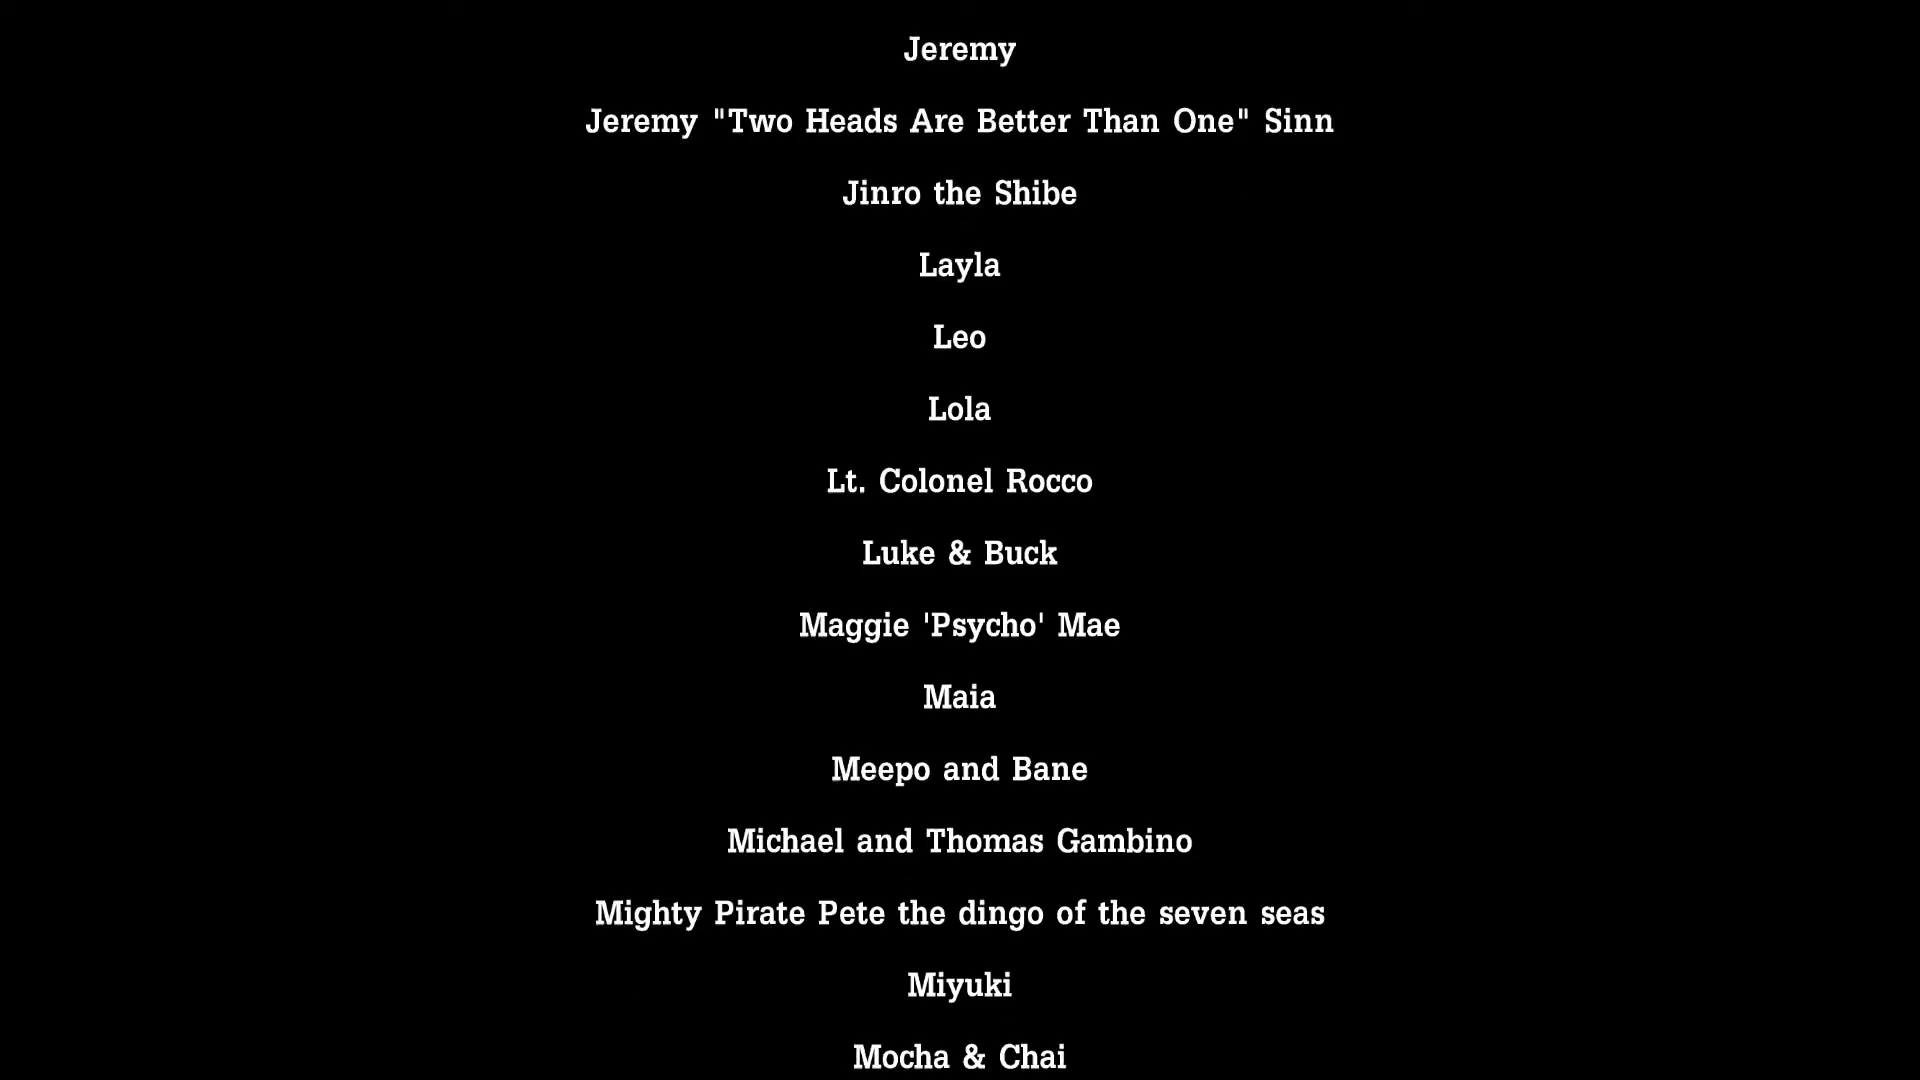 Jeremy
Jeremy "Two Heads Are Better Than One" Sinn
Jinro the Shibe
Layla
Leo
Lola
Lt. Colonel Rocco
Luke & Buck
Maggie 'Psycho' Mae
Maia
Meepo and Bane
Michael and Thomas Gambino
Mighty Pirate Pete the dingo of the seven seas
Miyuki
Mocha & Chai